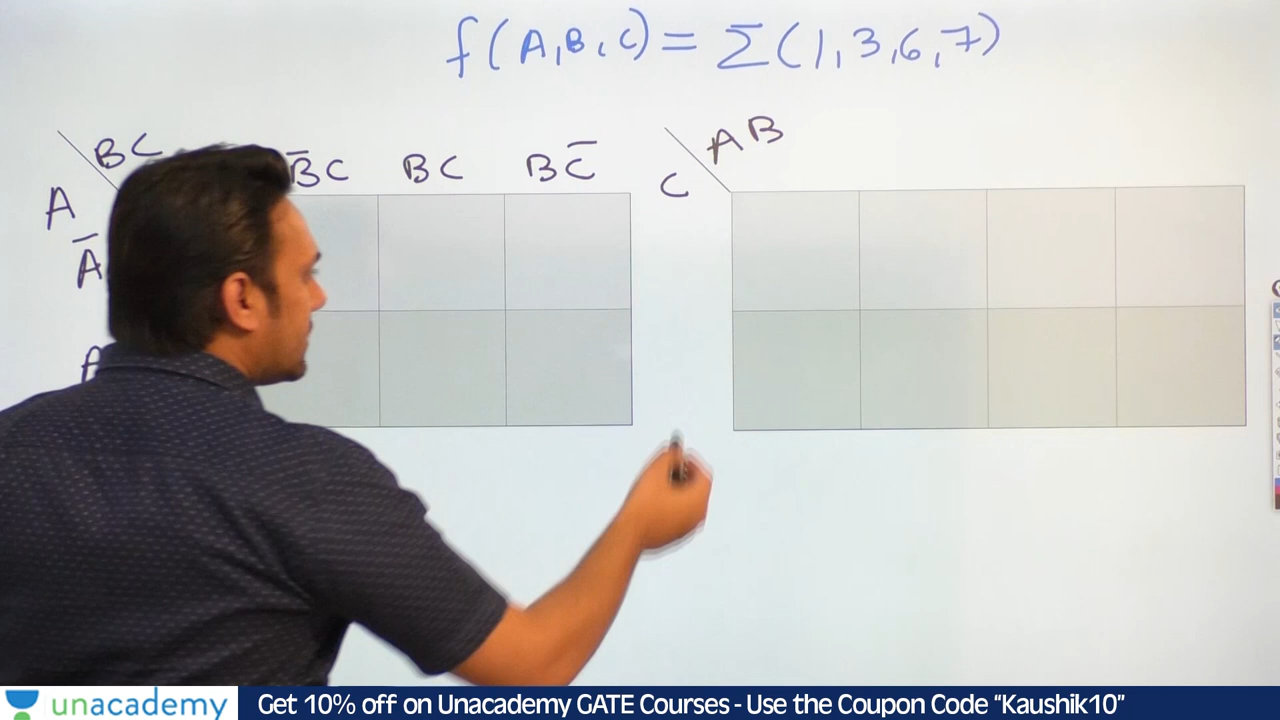 f(A,B,C) = Σ(1,3,6,7)
BC
A
B̅C BC BC̅
A̅
A
AB
C
unacademy
Get 10% off on Unacademy GATE Courses - Use the Coupon Code “Kaushik10”